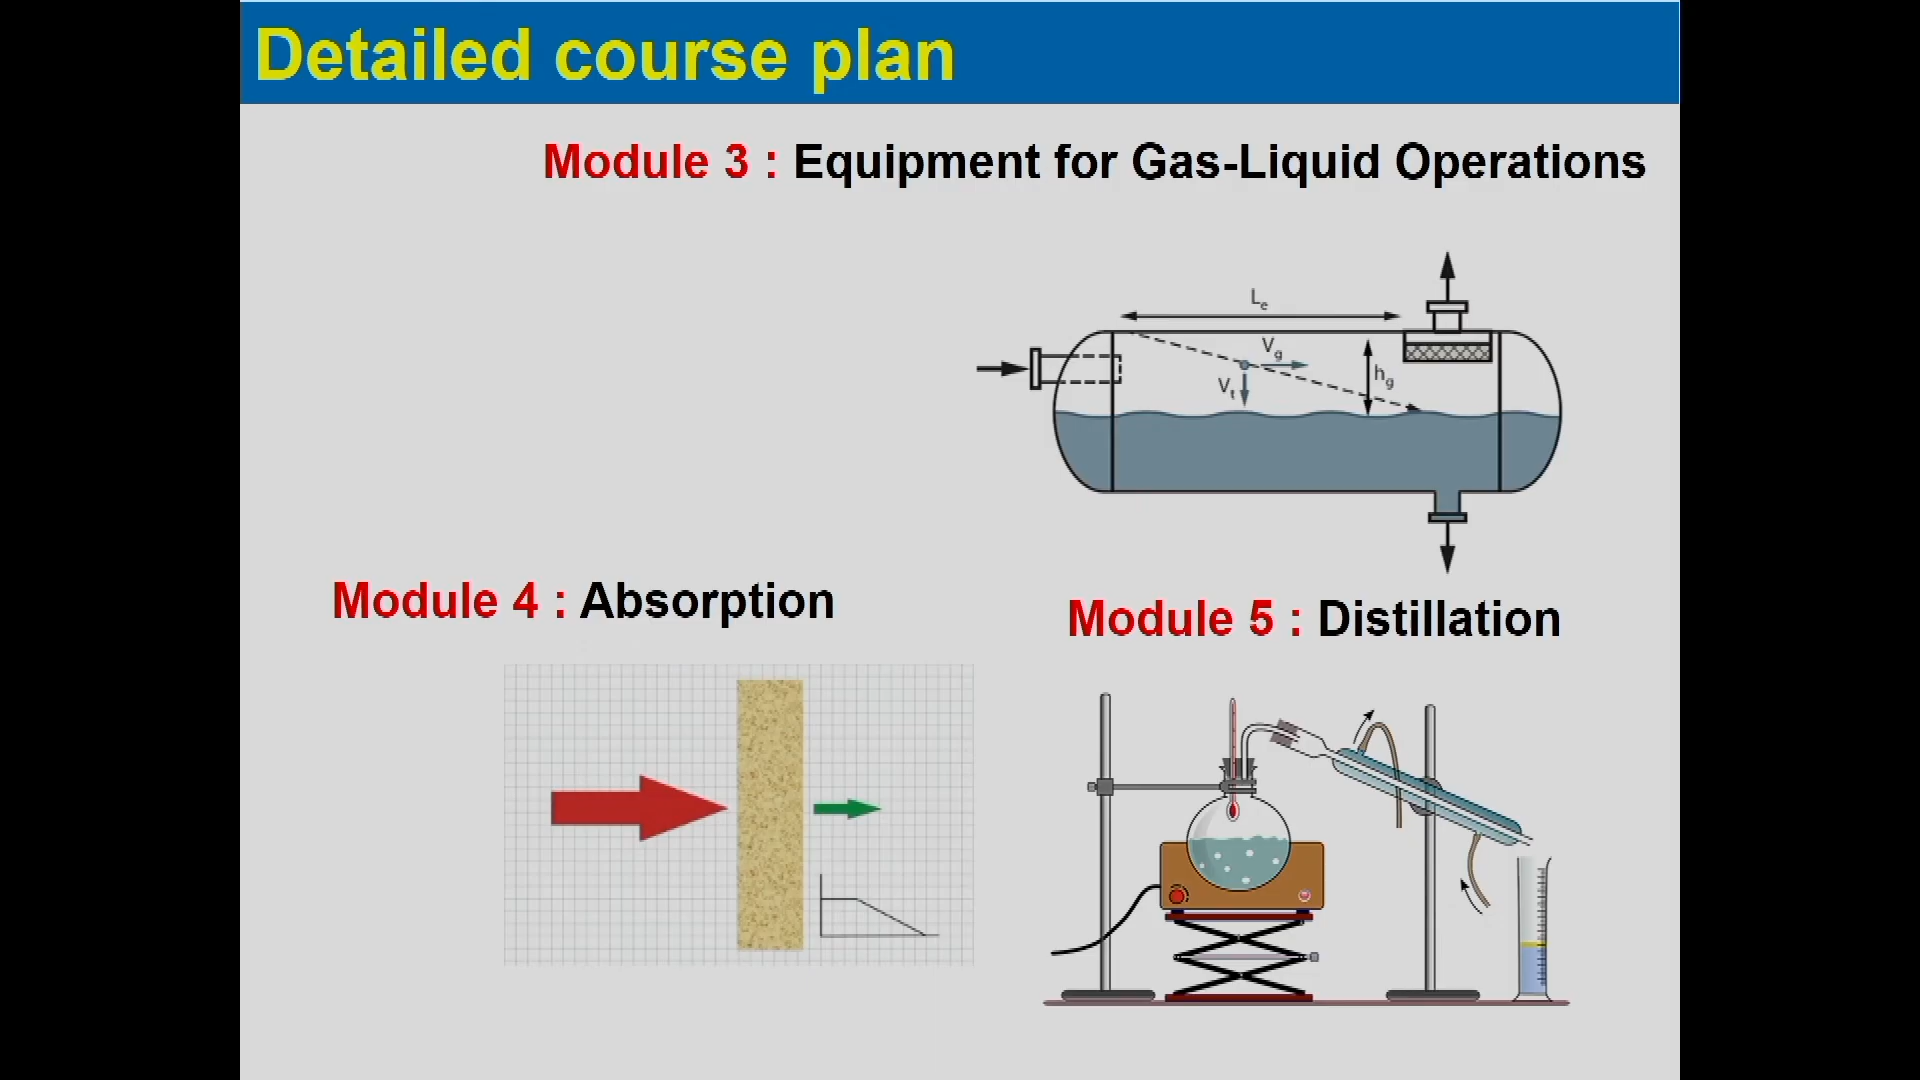 Detailed course plan
Module 3 : Equipment for Gas-Liquid Operations
Le
Vg
hg
Vt
Module 4 : Absorption
Module 5 : Distillation